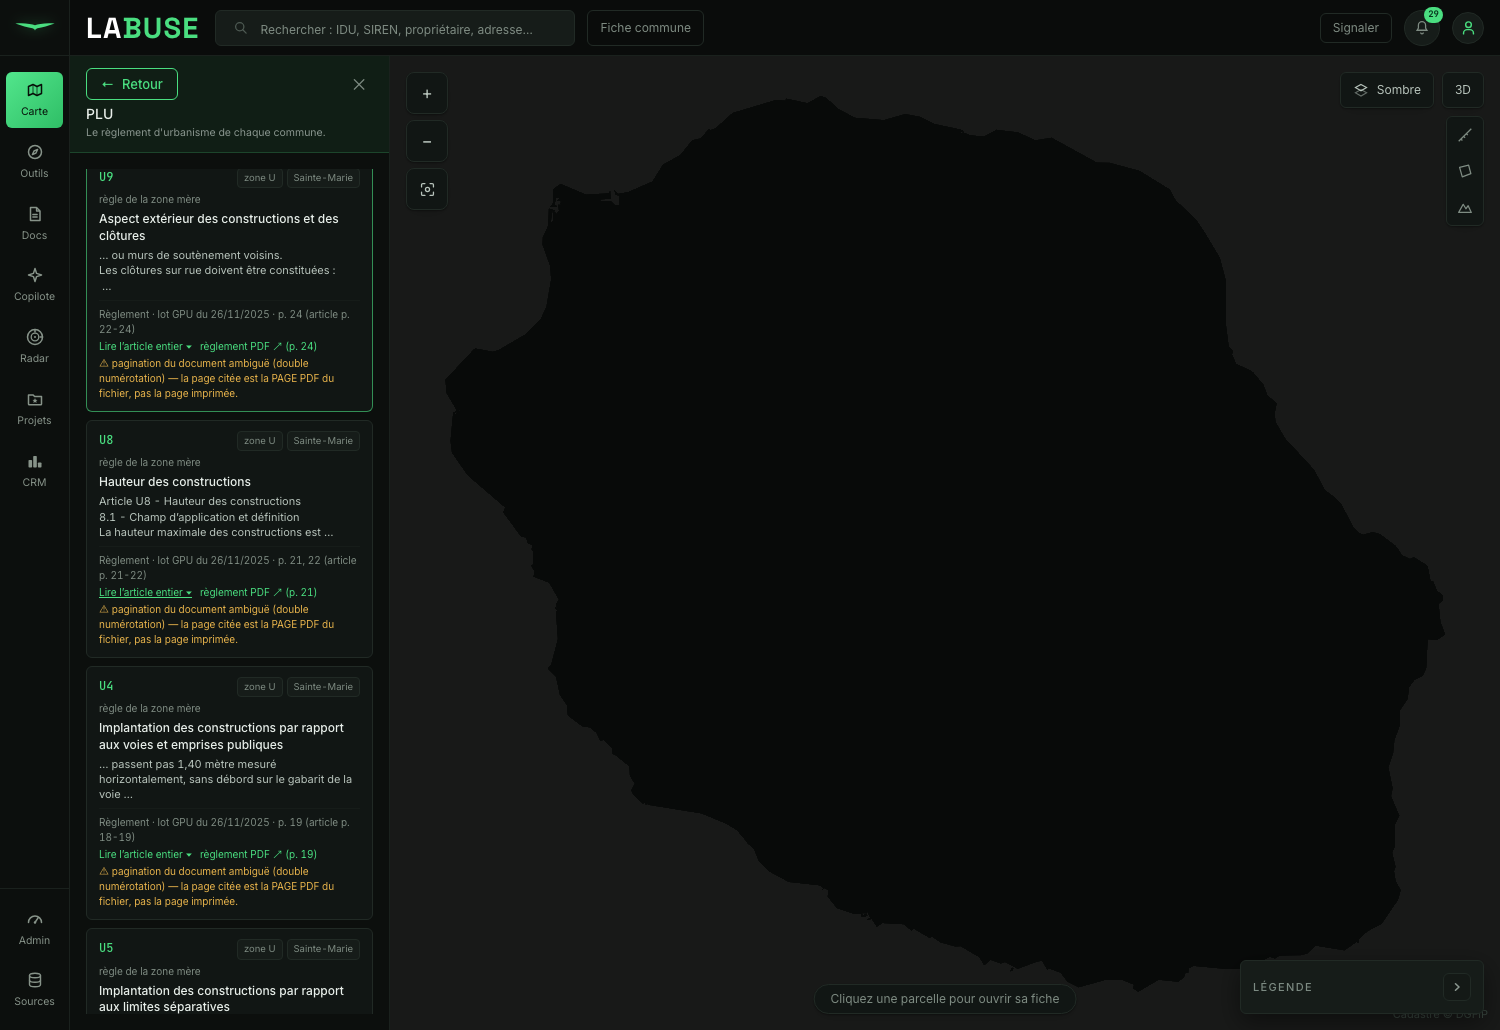 LABUSE
Rechercher : IDU, SIREN, propriétaire, adresse...
Fiche commune
Signaler
29
Carte
Outils
Docs
Copilote
Radar
Projets
CRM
Admin
Sources
← Retour
PLU
Le règlement d'urbanisme de chaque commune.
U9 zone U Sainte-Marie
règle de la zone mère
Aspect extérieur des constructions et des
clôtures
... ou murs de soutènement voisins.
Les clôtures sur rue doivent être constituées :
...
Règlement · lot GPU du 26/11/2025 · p. 24 (article p.
22-24)
Lire l'article entier ▾ règlement PDF ↗ (p. 24)
⚠ pagination du document ambiguë (double
numérotation) — la page citée est la PAGE PDF du
fichier, pas la page imprimée.
U8 zone U Sainte-Marie
règle de la zone mère
Hauteur des constructions
Article U8 - Hauteur des constructions
8.1 - Champ d'application et définition
La hauteur maximale des constructions est ...
Règlement · lot GPU du 26/11/2025 · p. 21, 22 (article
p. 21-22)
Lire l'article entier ▾ règlement PDF ↗ (p. 21)
⚠ pagination du document ambiguë (double
numérotation) — la page citée est la PAGE PDF du
fichier, pas la page imprimée.
U4 zone U Sainte-Marie
règle de la zone mère
Implantation des constructions par rapport
aux voies et emprises publiques
... passent pas 1,40 mètre mesuré
horizontalement, sans débord sur le gabarit de la
voie ...
Règlement · lot GPU du 26/11/2025 · p. 19 (article p.
18-19)
Lire l'article entier ▾ règlement PDF ↗ (p. 19)
⚠ pagination du document ambiguë (double
numérotation) — la page citée est la PAGE PDF du
fichier, pas la page imprimée.
U5 zone U Sainte-Marie
règle de la zone mère
Implantation des constructions par rapport
aux limites séparatives
+
−
Sombre
3D
Cliquez une parcelle pour ouvrir sa fiche
LÉGENDE
Cadastre © DGFiP